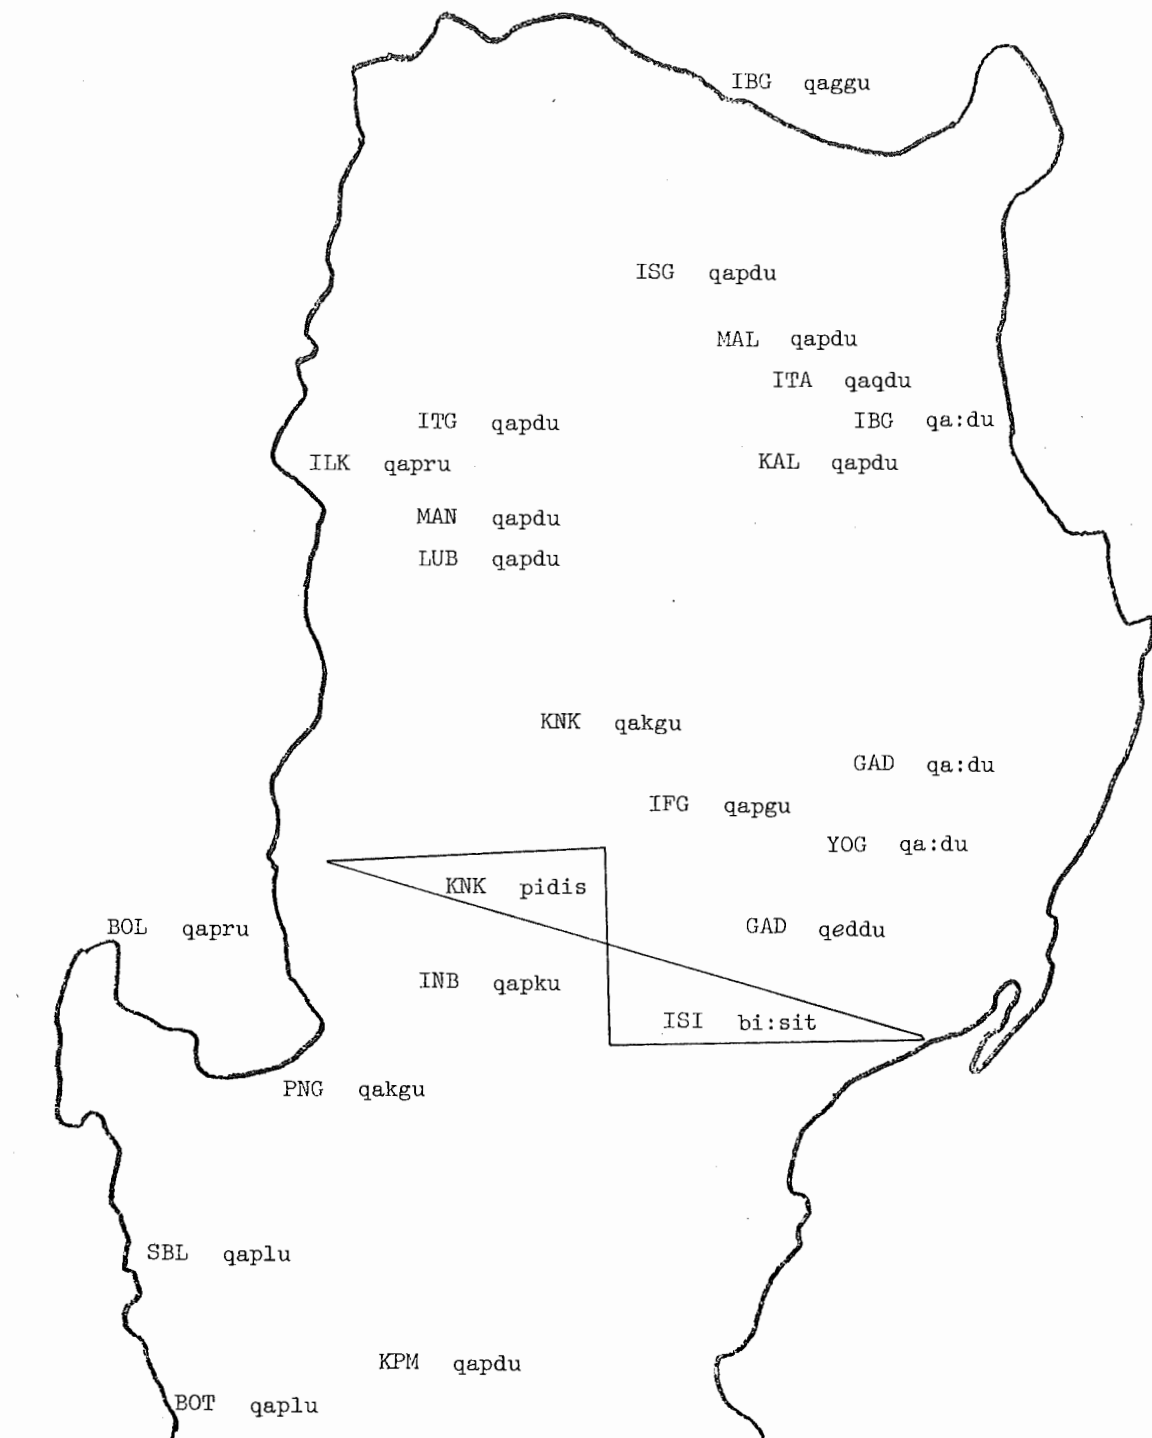 IBG qaggu
ISG qapdu
MAL qapdu
ITA qaqdu
ITG qapdu
IBG qa:du
ILK qapru
KAL qapdu
MAN qapdu
LUB qapdu
KNK qakgu
GAD qa:du
IFG qapgu
YOG qa:du
KNK pidis
BOL qapru
GAD qeddu
INB qapku
ISI bi:sit
PNG qakgu
SBL qaplu
KPM qapdu
BOT qaplu